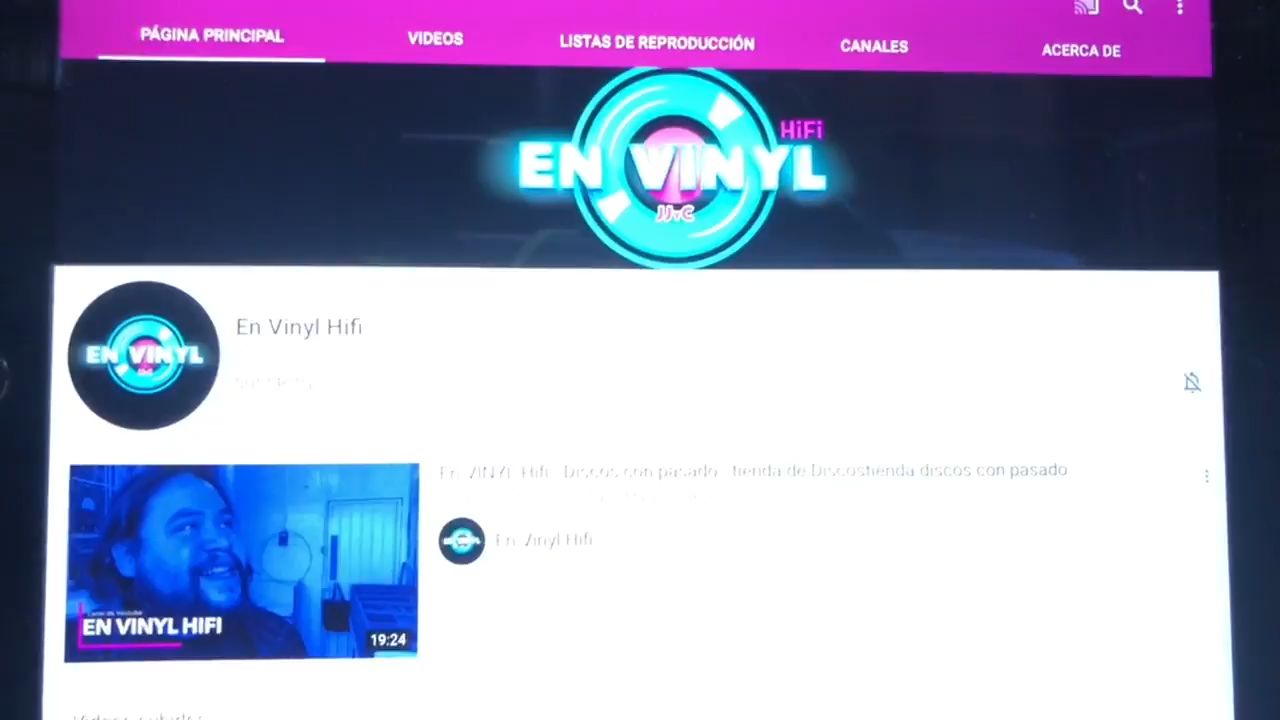 PÁGINA PRINCIPAL
VIDEOS
LISTAS DE REPRODUCCIÓN
CANALES
ACERCA DE
HiFi
EN VINYL
JJyC
EN VINYL
En Vinyl Hifi
En VINYL Hifi Discos con pasado tienda de Discostienda discos con pasado
En Vinyl Hifi
EN VINYL HIFI
19:24